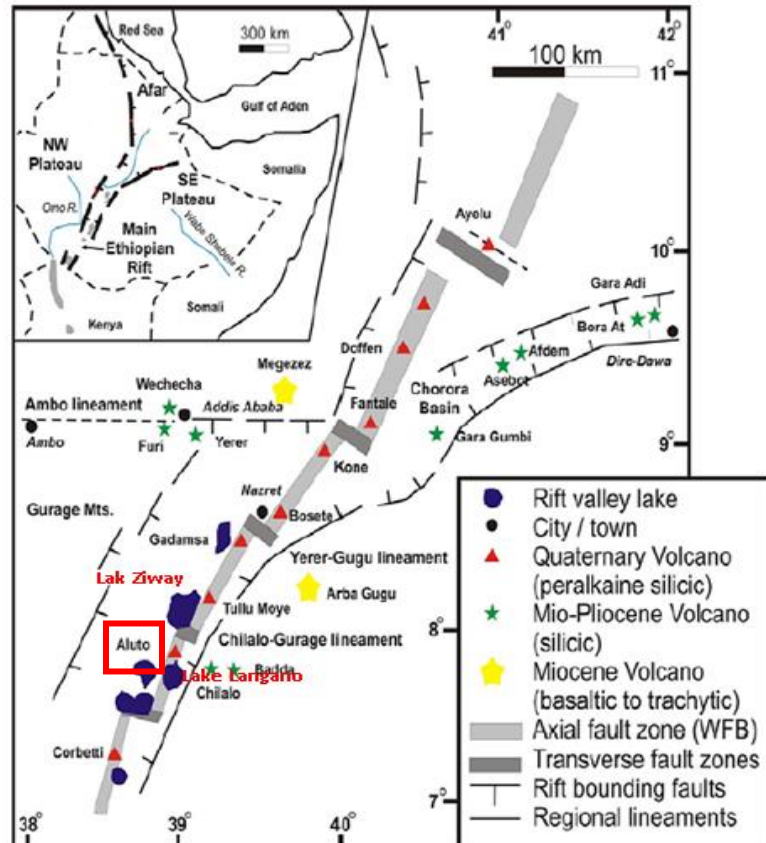 Red Sea
300 km
Afar
Gulf of Aden
NW
Plateau
SE
Plateau
Somalia
Omo R.
Wabe Shebele R.
Main
Ethiopian
Rift
Somali
Kenya
41°
42°
100 km
11°
Ayelu
10°
Gara Adi
Bora At
Dire-Dawa
Afdem
Asebot
Doffen
Chorora
Basin
Megezez
Wechecha
Ambo lineament
Addis Ababa
Fantale
Ambo
Furi
Yerer
Gara Gumbi
9°
Kone
Gurage Mts.
Nazret
Bosete
Gadamsa
Yerer-Gugu lineament
Lak Ziway
Arba Gugu
Tullu Moye
8°
Aluto
Chilalo-Gurage lineament
Lake Langano
Badda
Chilalo
Corbetti
7°
38°
39°
40°
Rift valley lake
City / town
Quaternary Volcano
(peralkaine silicic)
Mio-Pliocene Volcano
(silicic)
Miocene Volcano
(basaltic to trachytic)
Axial fault zone (WFB)
Transverse fault zones
Rift bounding faults
Regional lineaments